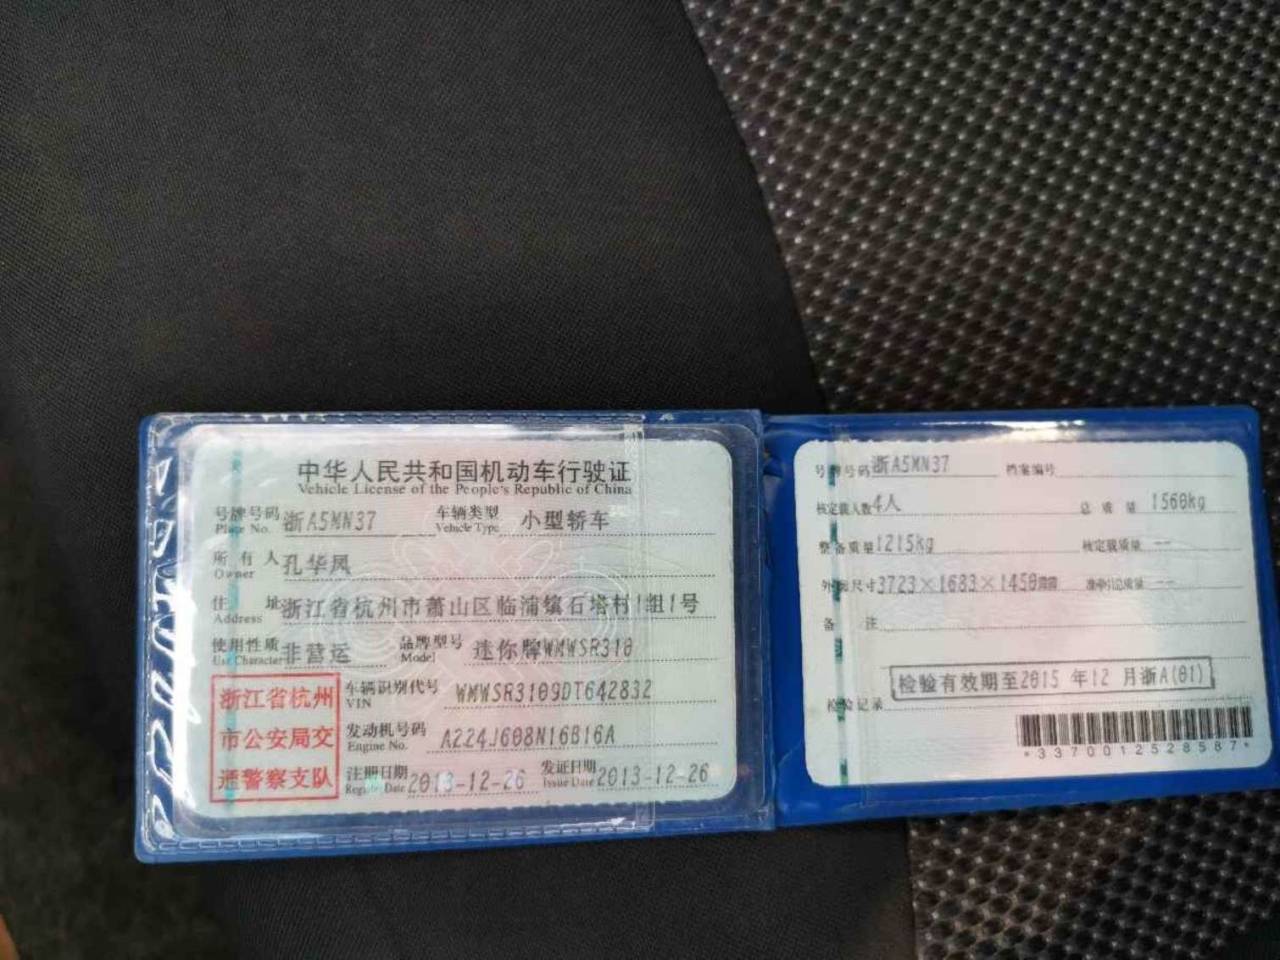 中华人民共和国机动车行驶证
Vehicle License of the People's Republic of China
号牌号码 浙A5MN37 车辆类型 小型轿车
Plate No. Vehicle Type
所有人 孔华凤
Owner
住址 浙江省杭州市萧山区临浦镇石塔村1组1号
Address
使用性质 非营运 品牌型号 迷你牌WMWSR310
Use Character Model
浙江省杭州
市公安局交
通警察支队
车辆识别代号 WMWSR3109DT642832
VIN
发动机号码 A224J608N16B16A
Engine No.
注册日期 2013-12-26 发证日期 2013-12-26
Register Date Issue Date
号牌号码 浙A5MN37 档案编号
核定载人数 4人 总质量 1560kg
整备质量 1215kg 核定载质量 --
外廓尺寸 3723×1683×1450 准牵引总质量 --
备注
检验有效期至2015 年12 月浙A(01)
检验记录
*3370012528587*